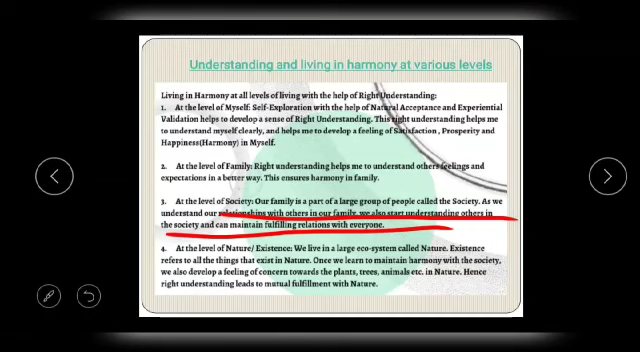 Understanding and living in harmony at various levels
Living in Harmony at all levels of living with the help of Right Understanding:
1. At the level of Myself: Self-Exploration with the help of Natural Acceptance and Experiential
Validation helps to develop a sense of Right Understanding. This right understanding helps me
to understand myself clearly, and helps me to develop a feeling of Satisfaction, Prosperity and
Happiness(Harmony) in Myself.
2. At the level of Family: Right understanding helps me to understand others feelings and
expectations in a better way. This ensures harmony in family.
3. At the level of Society: Our family is a part of a large group of people called the Society. As we
understand our relationships with others in our family, we also start understanding others in
the society and can maintain fulfilling relations with everyone.
4. At the level of Nature/ Existence: We live in a large eco-system called Nature. Existence
refers to all the things that exist in Nature. Once we learn to maintain harmony with the society,
we also develop a feeling of concern towards the plants, trees, animals etc. in Nature. Hence
right understanding leads to mutual fulfillment with Nature.